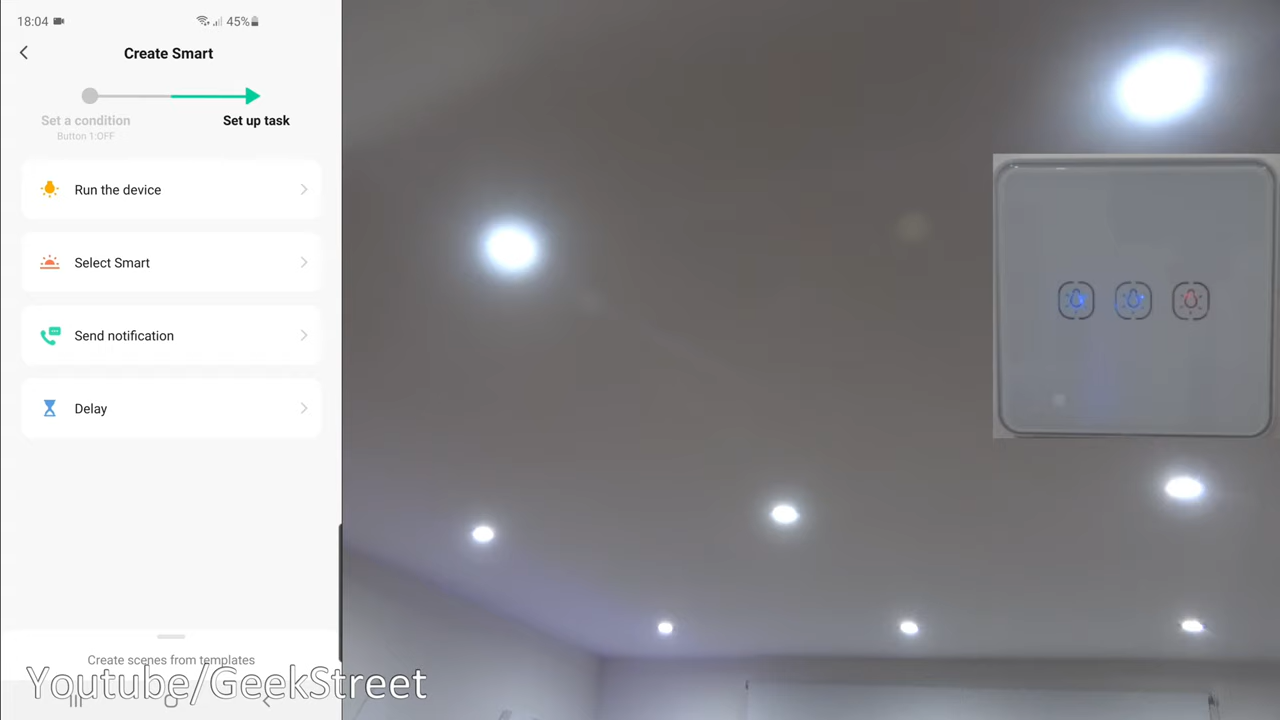 18:04 45%
Create Smart
Set a condition Set up task
Button 1:OFF
Run the device
Select Smart
Send notification
Delay
Create scenes from templates
Youtube/GeekStreet